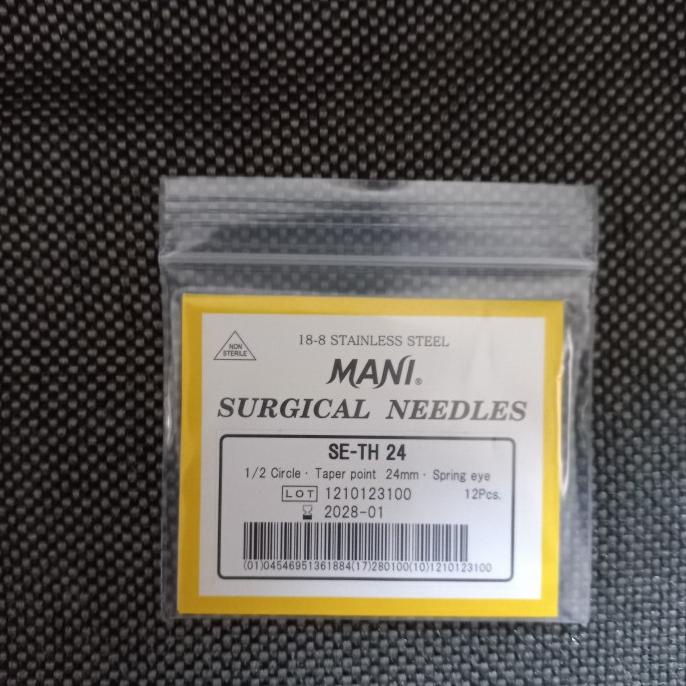 18-8 STAINLESS STEEL
NON
STERILE
MANI®
SURGICAL NEEDLES
SE-TH 24
1/2 Circle · Taper point 24mm · Spring eye
LOT 1210123100 12Pcs.
2028-01
(01)04546951361884(17)280100(10)1210123100